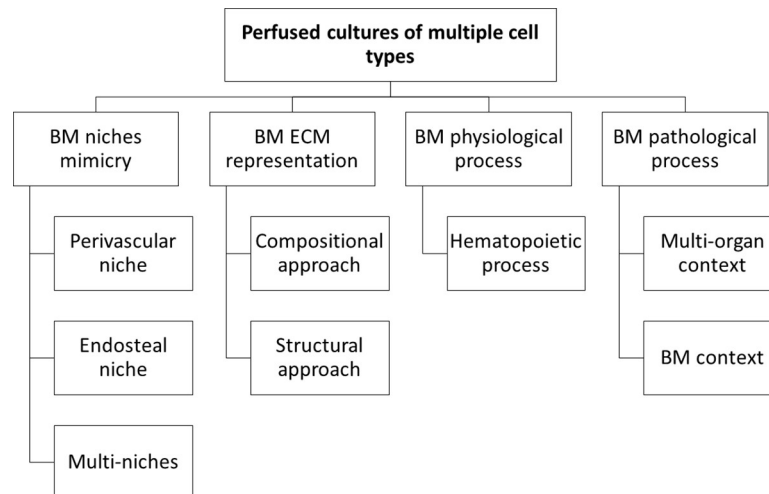 Perfused cultures of multiple cell
types
BM niches
mimicry
BM ECM
representation
BM physiological
process
BM pathological
process
Perivascular
niche
Compositional
approach
Hematopoietic
process
Multi-organ
context
Endosteal
niche
Structural
approach
BM context
Multi-niches